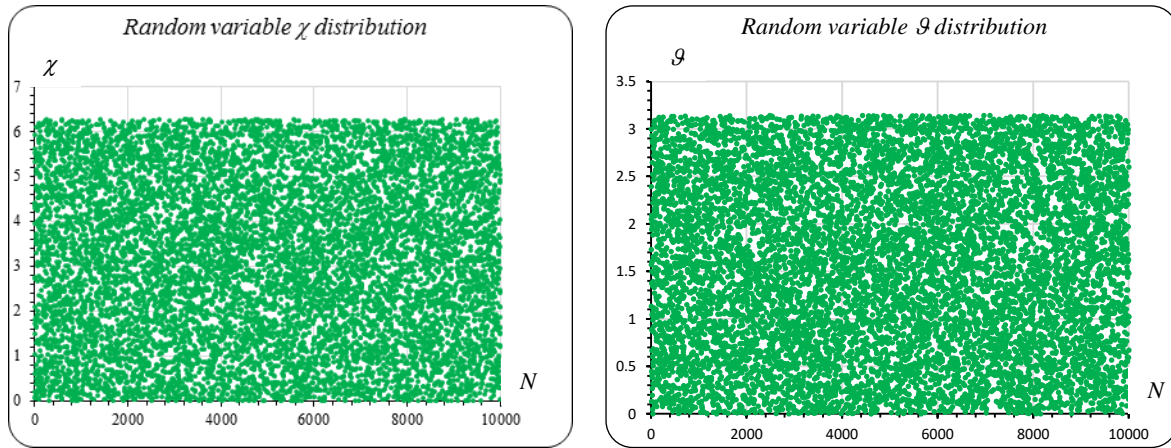 Random variable χ distribution
χ
7
6
5
4
3
2
1
0
N
0 2000 4000 6000 8000 10000
Random variable ϑ distribution
ϑ
3.5
3
2.5
2
1.5
1
0.5
0
N
0 2000 4000 6000 8000 10000